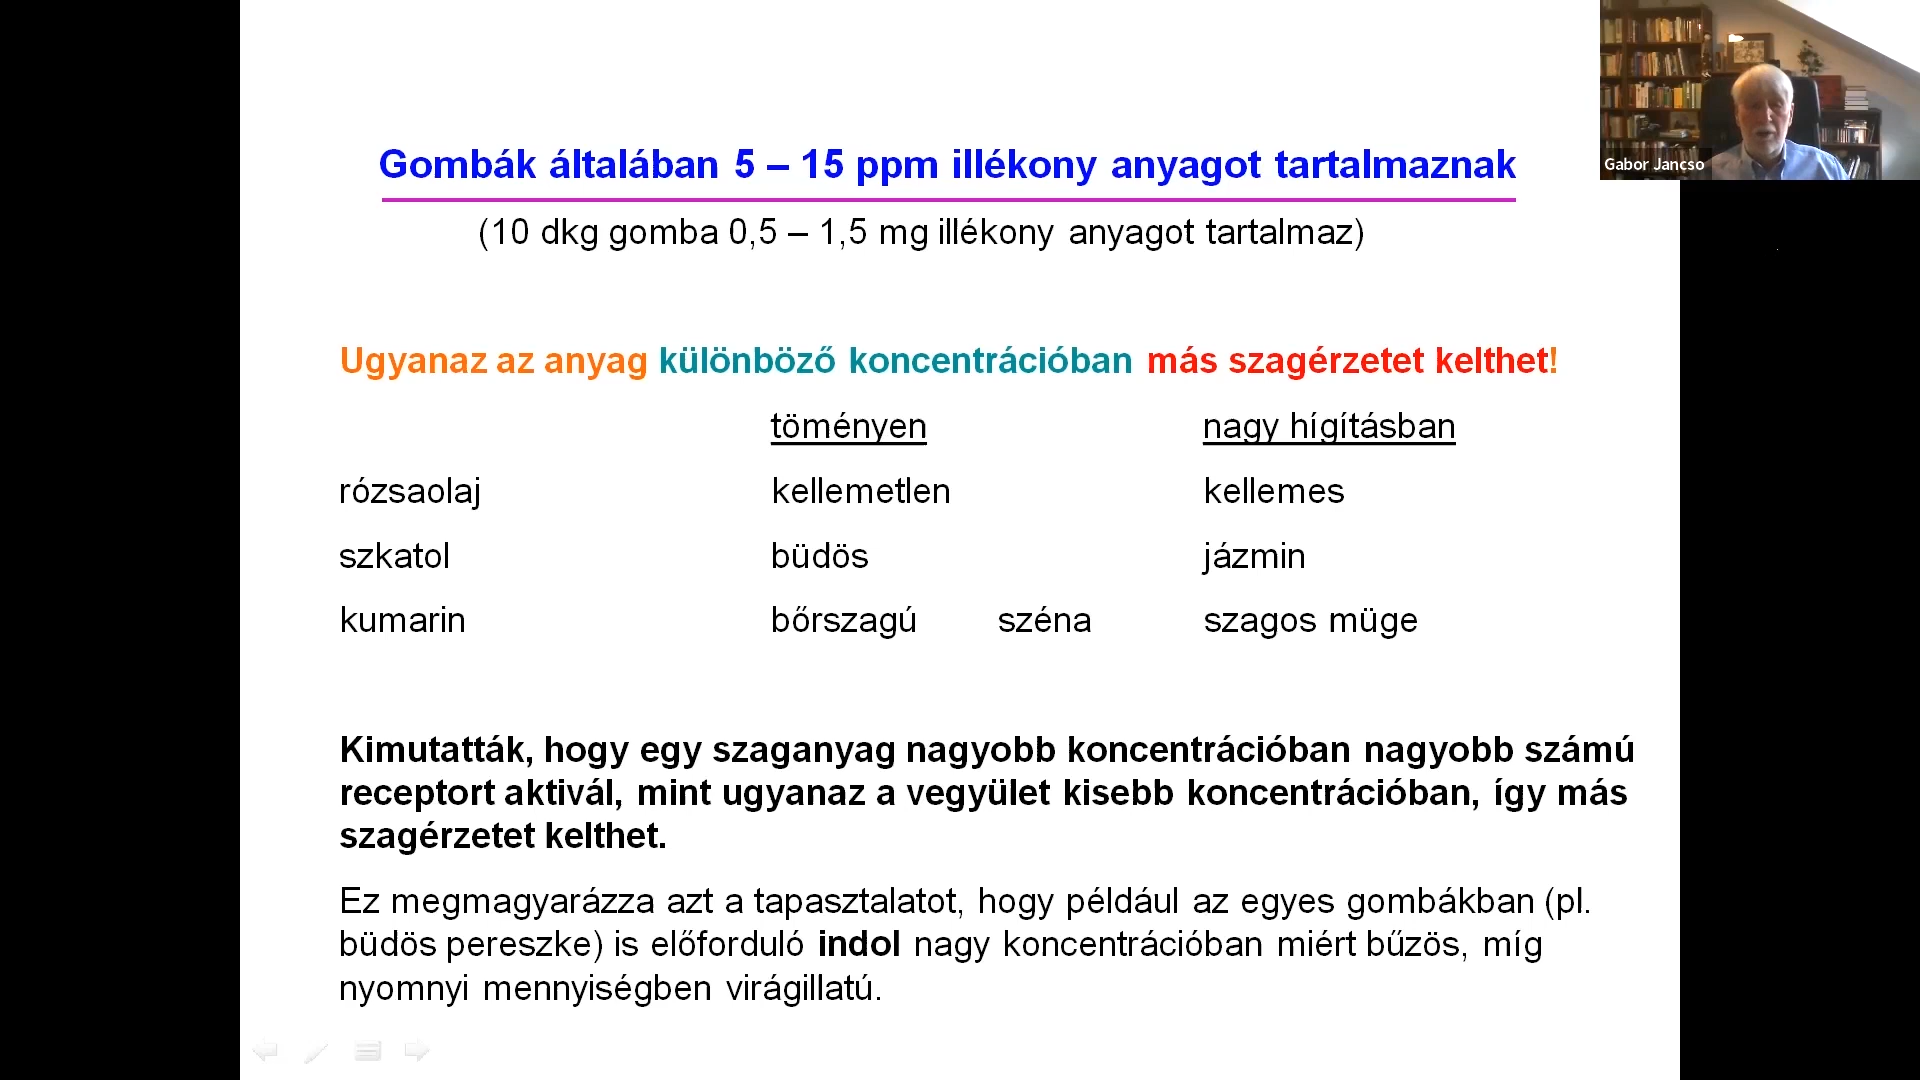 Gombák általában 5 – 15 ppm illékony anyagot tartalmaznak
(10 dkg gomba 0,5 – 1,5 mg illékony anyagot tartalmaz)
Gabor Jancso
Ugyanaz az anyag különböző koncentrációban más szagérzetet kelthet!
töményen nagy hígításban
rózsaolaj kellemetlen kellemes
szkatol büdös jázmin
kumarin bőrszagú széna szagos müge
Kimutatták, hogy egy szaganyag nagyobb koncentrációban nagyobb számú
receptort aktivál, mint ugyanaz a vegyület kisebb koncentrációban, így más
szagérzetet kelthet.
Ez megmagyarázza azt a tapasztalatot, hogy például az egyes gombákban (pl.
büdös pereszke) is előforduló indol nagy koncentrációban miért bűzös, míg
nyomnyi mennyiségben virágillatú.